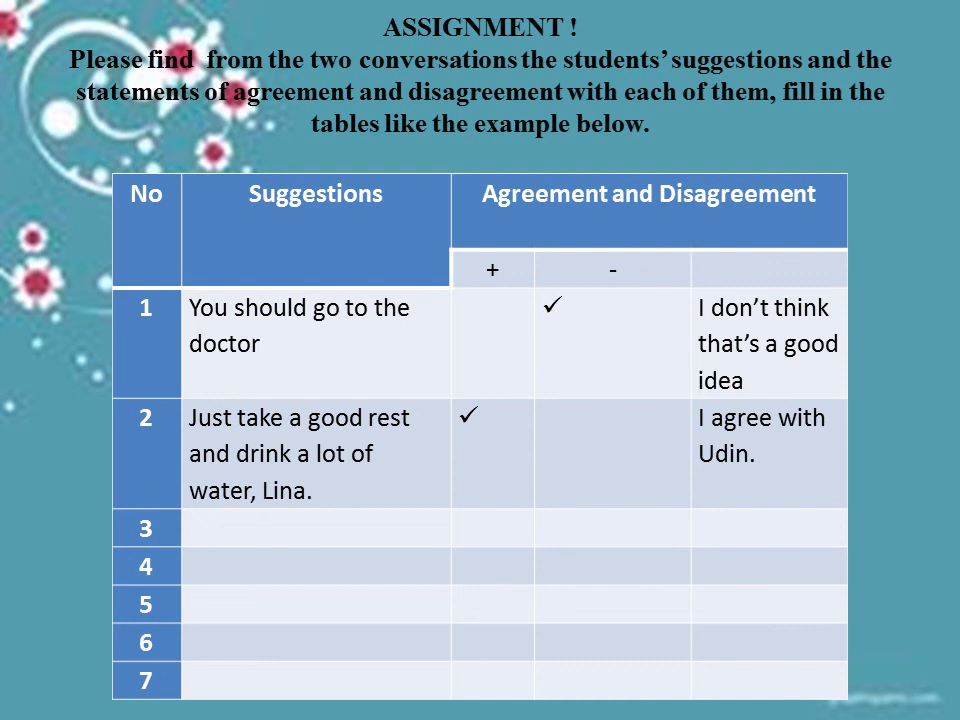 ASSIGNMENT !
Please find  from the two conversations the students’ suggestions and the
statements of agreement and disagreement with each of them, fill in the
tables like the example below.
No Suggestions Agreement and Disagreement
+ -
1 You should go to the ✓ I don’t think
doctor that’s a good
idea
2 Just take a good rest ✓ I agree with
and drink a lot of Udin.
water, Lina.
3
4
5
6
7